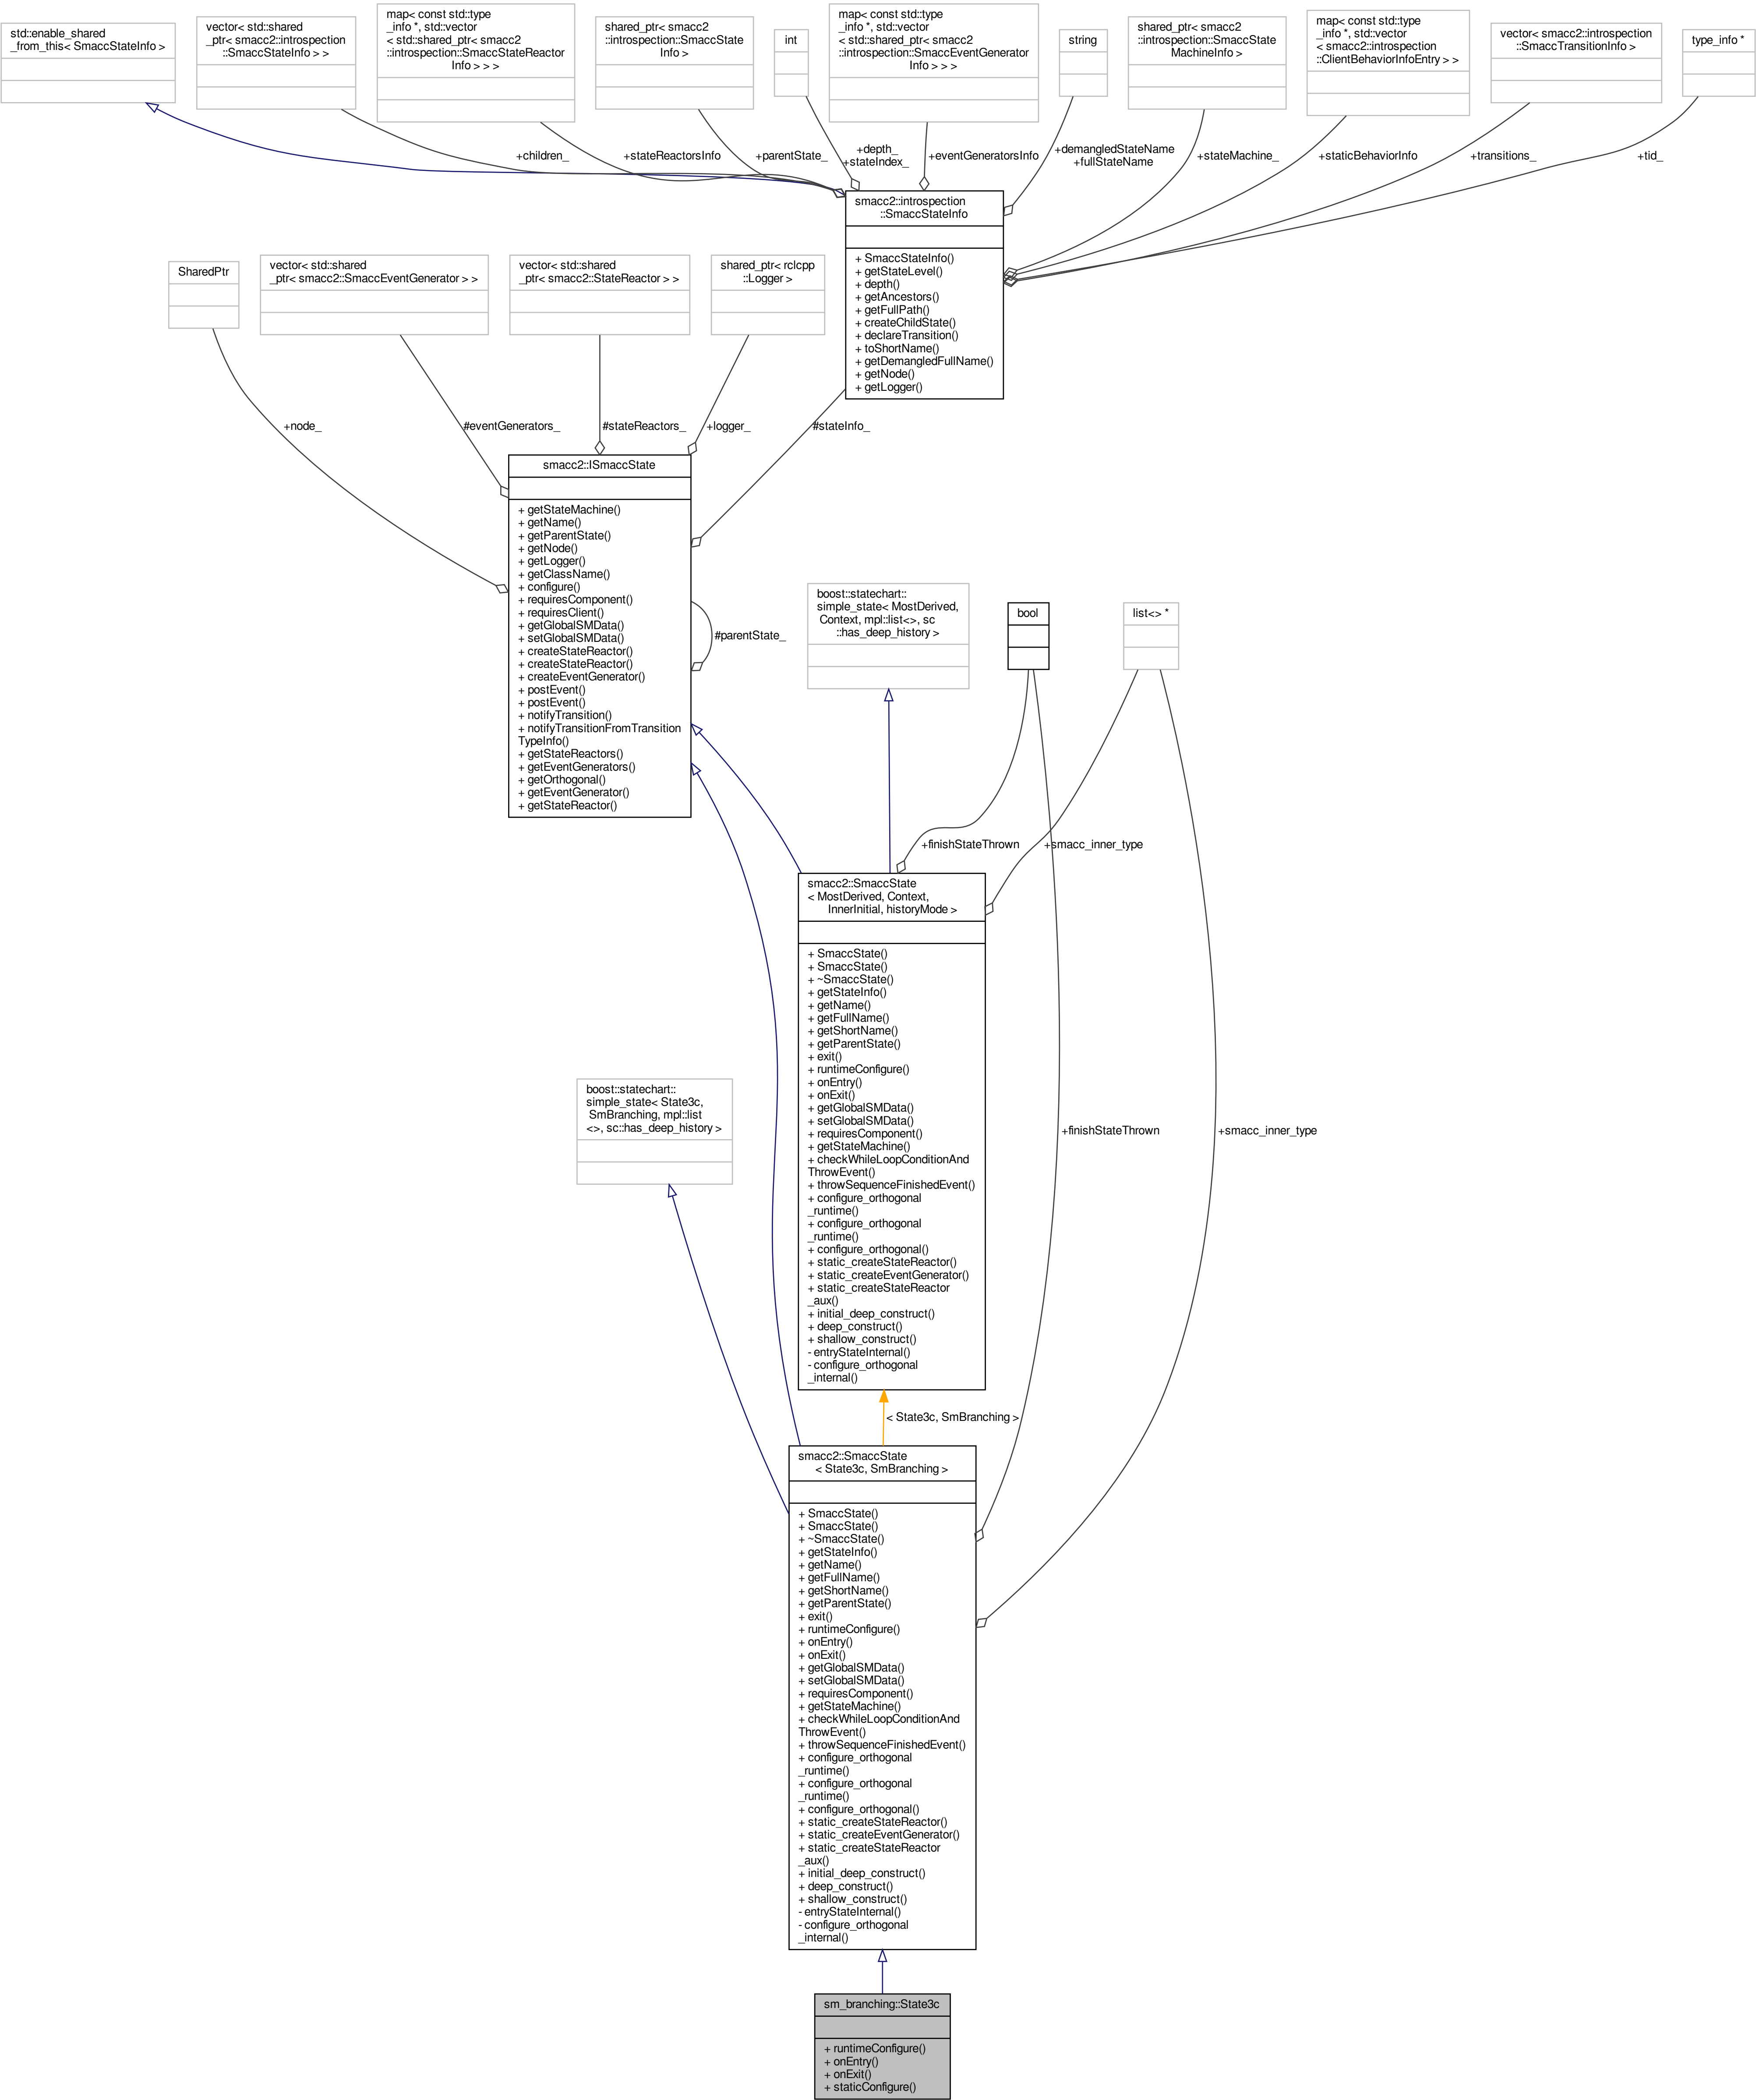 std::enable_shared
_from_this< SmaccStateInfo >
vector< std::shared
_ptr< smacc2::introspection
::SmaccStateInfo > >
map< const std::type
_info *, std::vector
< std::shared_ptr< smacc2
::introspection::SmaccStateReactor
Info > > >
shared_ptr< smacc2
::introspection::SmaccState
Info >
int
map< const std::type
_info *, std::vector
< std::shared_ptr< smacc2
::introspection::SmaccEventGenerator
Info > > >
string
shared_ptr< smacc2
::introspection::SmaccState
MachineInfo >
map< const std::type
_info *, std::vector
< smacc2::introspection
::ClientBehaviorInfoEntry > >
vector< smacc2::introspection
::SmaccTransitionInfo >
type_info *
+children_
+stateReactorsInfo
+parentState_
+depth_
+stateIndex_
+eventGeneratorsInfo
+demangledStateName
+fullStateName
+stateMachine_
+staticBehaviorInfo
+transitions_
+tid_
smacc2::introspection
::SmaccStateInfo
+ SmaccStateInfo()
+ getStateLevel()
+ depth()
+ getAncestors()
+ getFullPath()
+ createChildState()
+ declareTransition()
+ toShortName()
+ getDemangledFullName()
+ getNode()
+ getLogger()
SharedPtr
vector< std::shared
_ptr< smacc2::SmaccEventGenerator > >
vector< std::shared
_ptr< smacc2::StateReactor > >
shared_ptr< rclcpp
::Logger >
+node_
#eventGenerators_
#stateReactors_
+logger_
#stateInfo_
smacc2::ISmaccState
+ getStateMachine()
+ getName()
+ getParentState()
+ getNode()
+ getLogger()
+ getClassName()
+ configure()
+ requiresComponent()
+ requiresClient()
+ getGlobalSMData()
+ setGlobalSMData()
+ createStateReactor()
+ createStateReactor()
+ createEventGenerator()
+ postEvent()
+ postEvent()
+ notifyTransition()
+ notifyTransitionFromTransition
TypeInfo()
+ getStateReactors()
+ getEventGenerators()
+ getOrthogonal()
+ getEventGenerator()
+ getStateReactor()
#parentState_
boost::statechart::
simple_state< MostDerived,
Context, mpl::list<>, sc
::has_deep_history >
bool
list<> *
+finishStateThrown
+smacc_inner_type
smacc2::SmaccState
< MostDerived, Context,
InnerInitial, historyMode >
+ SmaccState()
+ SmaccState()
+ ~SmaccState()
+ getStateInfo()
+ getName()
+ getFullName()
+ getShortName()
+ getParentState()
+ exit()
+ runtimeConfigure()
+ onEntry()
+ onExit()
+ getGlobalSMData()
+ setGlobalSMData()
+ requiresComponent()
+ getStateMachine()
+ checkWhileLoopConditionAnd
ThrowEvent()
+ throwSequenceFinishedEvent()
+ configure_orthogonal
_runtime()
+ configure_orthogonal
_runtime()
+ configure_orthogonal()
+ static_createStateReactor()
+ static_createEventGenerator()
+ static_createStateReactor
_aux()
+ initial_deep_construct()
+ deep_construct()
+ shallow_construct()
- entryStateInternal()
- configure_orthogonal
_internal()
boost::statechart::
simple_state< State3c,
SmBranching, mpl::list
<>, sc::has_deep_history >
+finishStateThrown
+smacc_inner_type
< State3c, SmBranching >
smacc2::SmaccState
< State3c, SmBranching >
+ SmaccState()
+ SmaccState()
+ ~SmaccState()
+ getStateInfo()
+ getName()
+ getFullName()
+ getShortName()
+ getParentState()
+ exit()
+ runtimeConfigure()
+ onEntry()
+ onExit()
+ getGlobalSMData()
+ setGlobalSMData()
+ requiresComponent()
+ getStateMachine()
+ checkWhileLoopConditionAnd
ThrowEvent()
+ throwSequenceFinishedEvent()
+ configure_orthogonal
_runtime()
+ configure_orthogonal
_runtime()
+ configure_orthogonal()
+ static_createStateReactor()
+ static_createEventGenerator()
+ static_createStateReactor
_aux()
+ initial_deep_construct()
+ deep_construct()
+ shallow_construct()
- entryStateInternal()
- configure_orthogonal
_internal()
sm_branching::State3c
+ runtimeConfigure()
+ onEntry()
+ onExit()
+ staticConfigure()